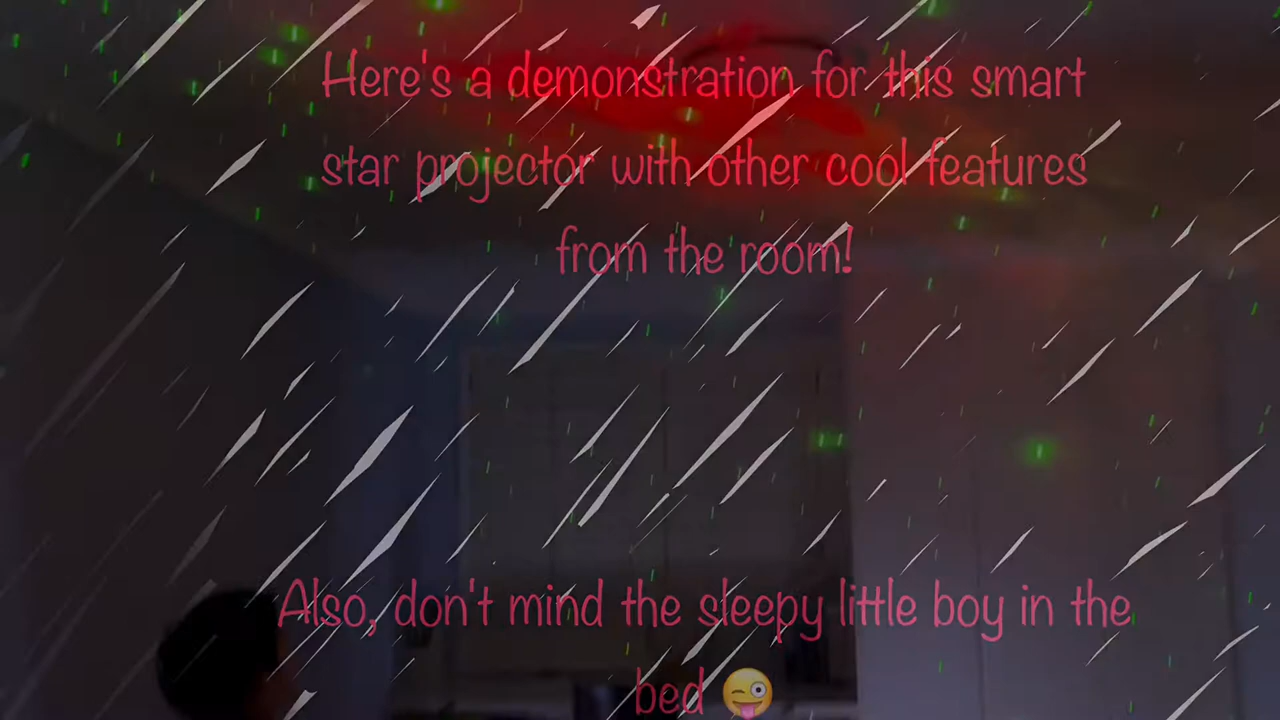 Here's a demonstration for this smart
star projector with other cool features
from the room!
Also, don't mind the sleepy little boy in the
bed 😜